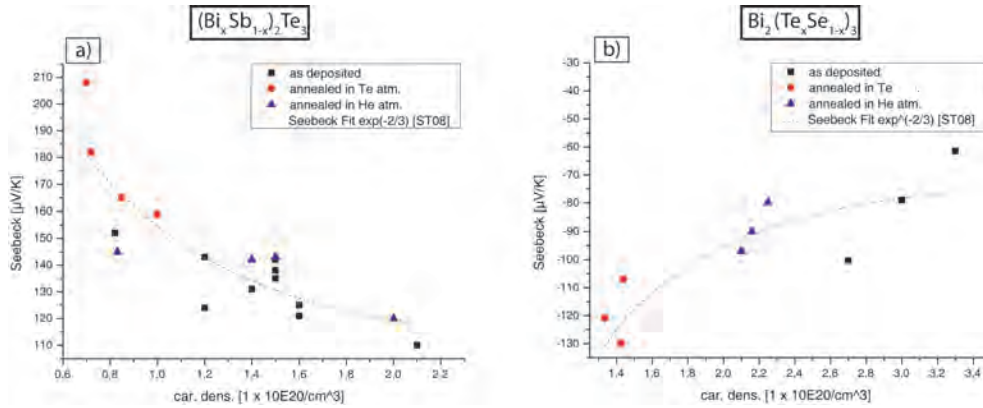 (BiₓSb₁₋ₓ)₂Te₃
a)
as deposited
annealed in Te atm.
annealed in He atm.
Seebeck Fit exp(-2/3) [ST08]
Seebeck [µV/K]
210
200
190
180
170
160
150
140
130
120
110
0,6 0,8 1,0 1,2 1,4 1,6 1,8 2,0 2,2
car. dens. [1 x 10E20/cm^3]
Bi₂(TeₓSe₁₋ₓ)₃
b)
as deposited
annealed in Te
annealed in He atm.
Seebeck Fit exp^(-2/3) [ST08]
Seebeck [µV/K]
-30
-40
-50
-60
-70
-80
-90
-100
-110
-120
-130
1,4 1,6 1,8 2,0 2,2 2,4 2,6 2,8 3,0 3,2 3,4
car. dens. [1 x 10E20/cm^3]